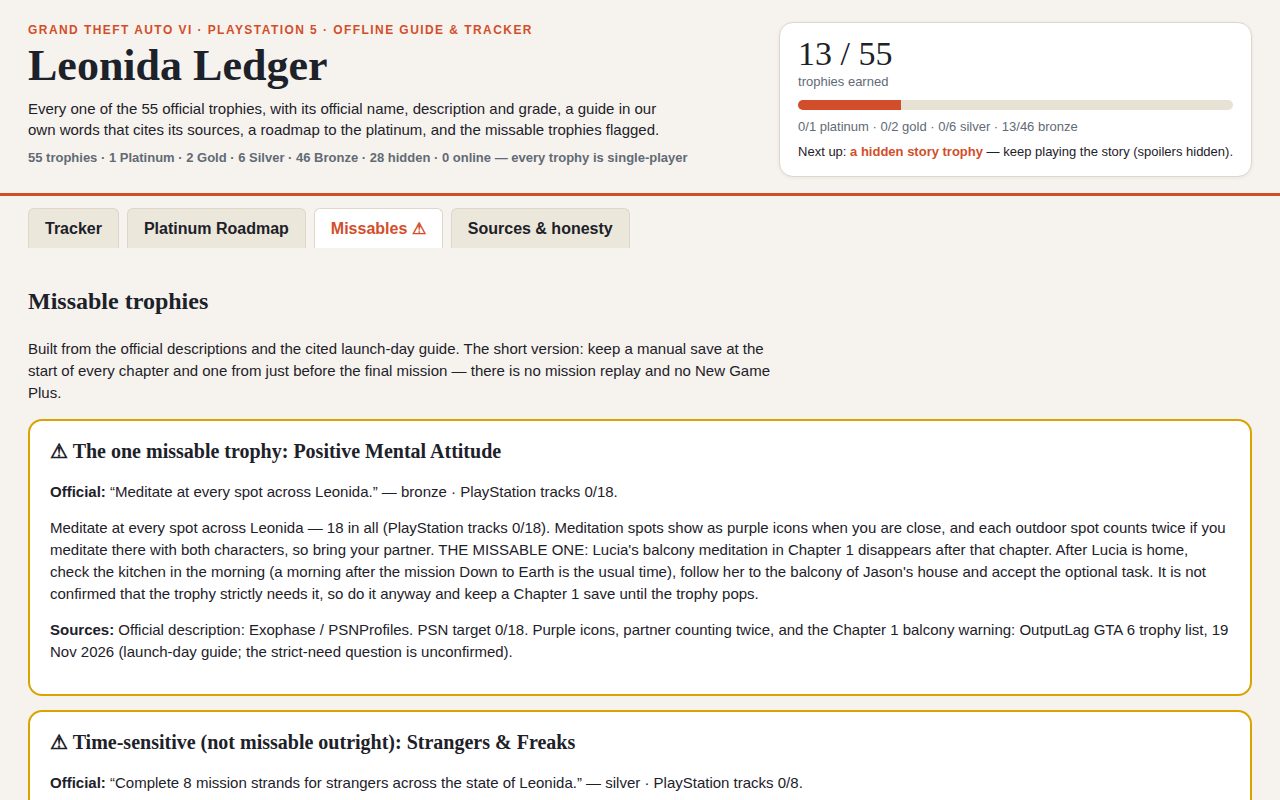 GRAND THEFT AUTO VI · PLAYSTATION 5 · OFFLINE GUIDE & TRACKER
Leonida Ledger
Every one of the 55 official trophies, with its official name, description and grade, a guide in our
own words that cites its sources, a roadmap to the platinum, and the missable trophies flagged.
55 trophies · 1 Platinum · 2 Gold · 6 Silver · 46 Bronze · 28 hidden · 0 online — every trophy is single-player
13 / 55
trophies earned
0/1 platinum · 0/2 gold · 0/6 silver · 13/46 bronze
Next up: a hidden story trophy — keep playing the story (spoilers hidden).
Tracker
Platinum Roadmap
Missables ⚠
Sources & honesty
Missable trophies
Built from the official descriptions and the cited launch-day guide. The short version: keep a manual save at the
start of every chapter and one from just before the final mission — there is no mission replay and no New Game
Plus.
⚠ The one missable trophy: Positive Mental Attitude
Official: “Meditate at every spot across Leonida.” — bronze · PlayStation tracks 0/18.
Meditate at every spot across Leonida — 18 in all (PlayStation tracks 0/18). Meditation spots show as purple icons when you are close, and each outdoor spot counts twice if you
meditate there with both characters, so bring your partner. THE MISSABLE ONE: Lucia's balcony meditation in Chapter 1 disappears after that chapter. After Lucia is home,
check the kitchen in the morning (a morning after the mission Down to Earth is the usual time), follow her to the balcony of Jason's house and accept the optional task. It is not
confirmed that the trophy strictly needs it, so do it anyway and keep a Chapter 1 save until the trophy pops.
Sources: Official description: Exophase / PSNProfiles. PSN target 0/18. Purple icons, partner counting twice, and the Chapter 1 balcony warning: OutputLag GTA 6 trophy list, 19
Nov 2026 (launch-day guide; the strict-need question is unconfirmed).
⚠ Time-sensitive (not missable outright): Strangers & Freaks
Official: “Complete 8 mission strands for strangers across the state of Leonida.” — silver · PlayStation tracks 0/8.